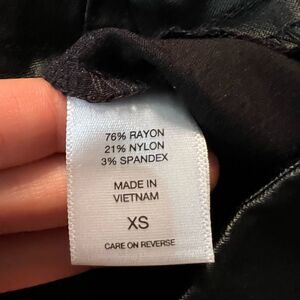 76% RAYON
21% NYLON
3% SPANDEX
MADE IN
VIETNAM
XS
CARE ON REVERSE